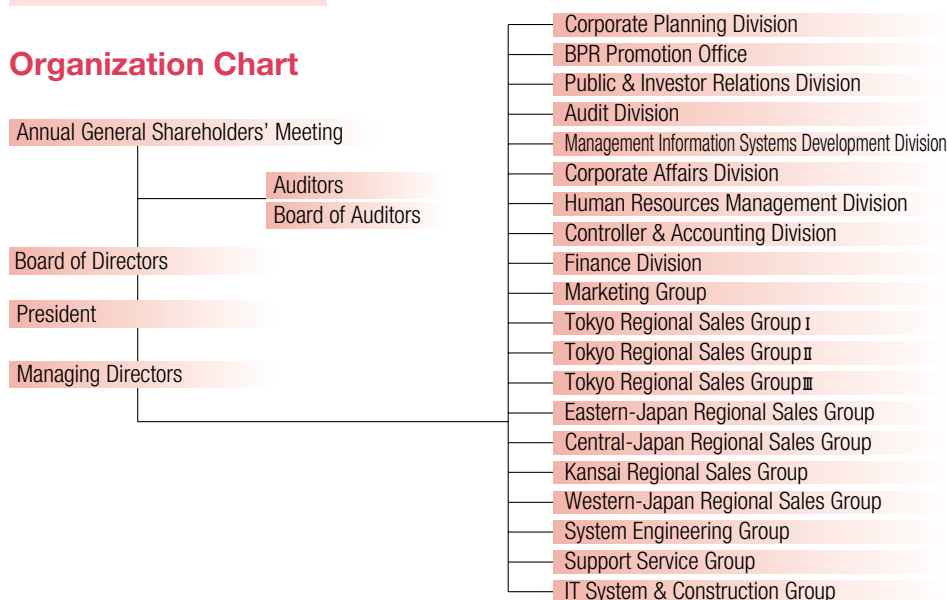 Organization Chart
Annual General Shareholders' Meeting
Auditors
Board of Auditors
Board of Directors
President
Managing Directors
Corporate Planning Division
BPR Promotion Office
Public & Investor Relations Division
Audit Division
Management Information Systems Development Division
Corporate Affairs Division
Human Resources Management Division
Controller & Accounting Division
Finance Division
Marketing Group
Tokyo Regional Sales Group I
Tokyo Regional Sales Group II
Tokyo Regional Sales Group III
Eastern-Japan Regional Sales Group
Central-Japan Regional Sales Group
Kansai Regional Sales Group
Western-Japan Regional Sales Group
System Engineering Group
Support Service Group
IT System & Construction Group